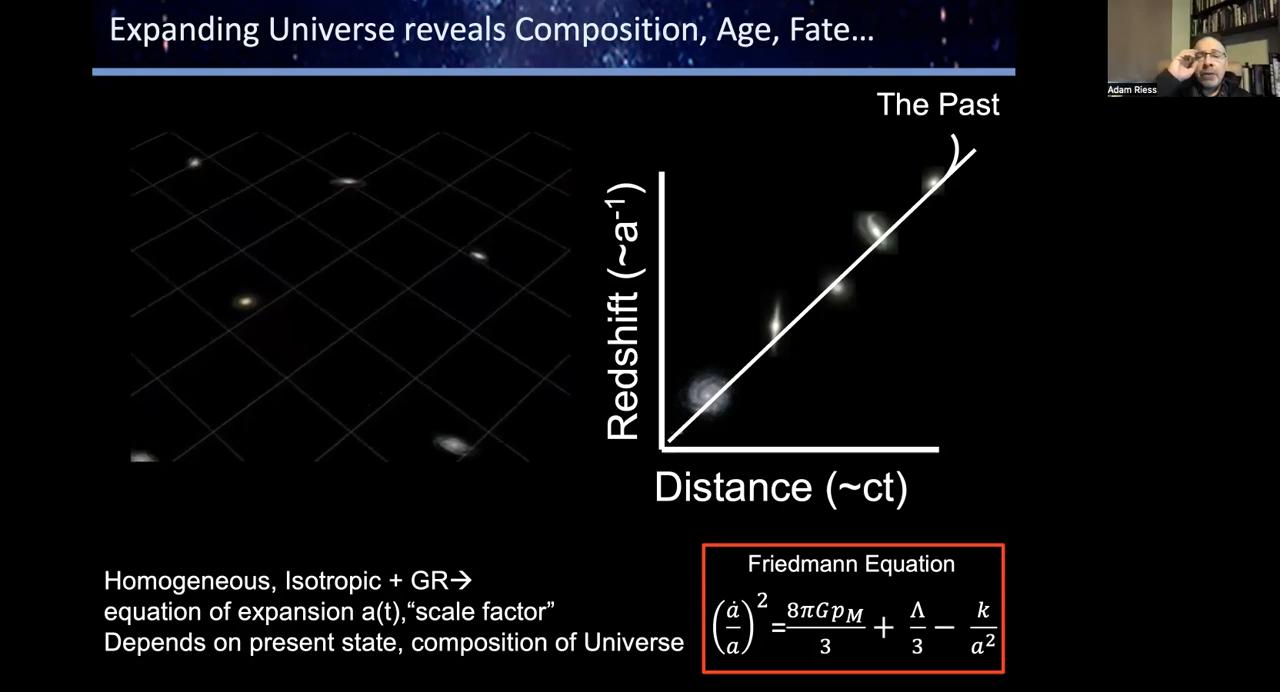 Expanding Universe reveals Composition, Age, Fate…
Adam Riess
The Past
Redshift (~a⁻¹)
Distance (~ct)
Homogeneous, Isotropic + GR→
equation of expansion a(t),“scale factor”
Depends on present state, composition of Universe
Friedmann Equation
(ȧ/a)² = 8πGp_M/3 + Λ/3 − k/a²